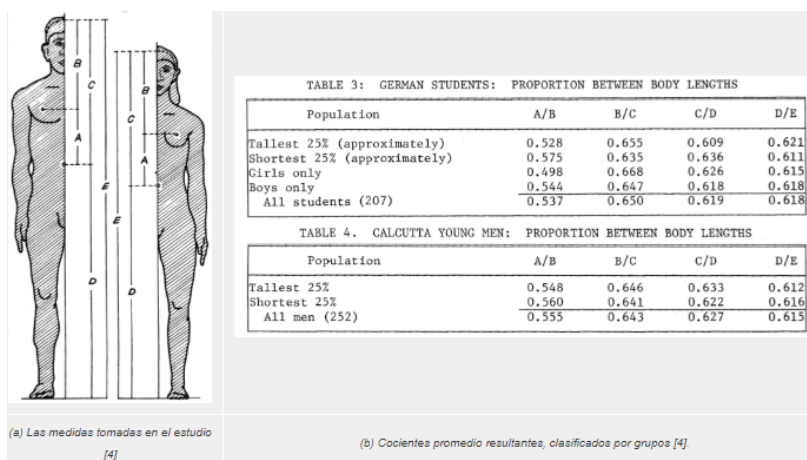 B
C
A
E
D
B
C
A
E
D
(a) Las medidas tomadas en el estudio
[4]
TABLE 3: GERMAN STUDENTS: PROPORTION BETWEEN BODY LENGTHS
Population A/B B/C C/D D/E
Tallest 25% (approximately) 0.528 0.655 0.609 0.621
Shortest 25% (approximately) 0.575 0.635 0.636 0.611
Girls only 0.498 0.668 0.626 0.615
Boys only 0.544 0.647 0.618 0.618
All students (207) 0.537 0.650 0.619 0.618
TABLE 4. CALCUTTA YOUNG MEN: PROPORTION BETWEEN BODY LENGTHS
Population A/B B/C C/D D/E
Tallest 25% 0.548 0.646 0.633 0.612
Shortest 25% 0.560 0.641 0.622 0.616
All men (252) 0.555 0.643 0.627 0.615
(b) Cocientes promedio resultantes, clasificados por grupos [4].